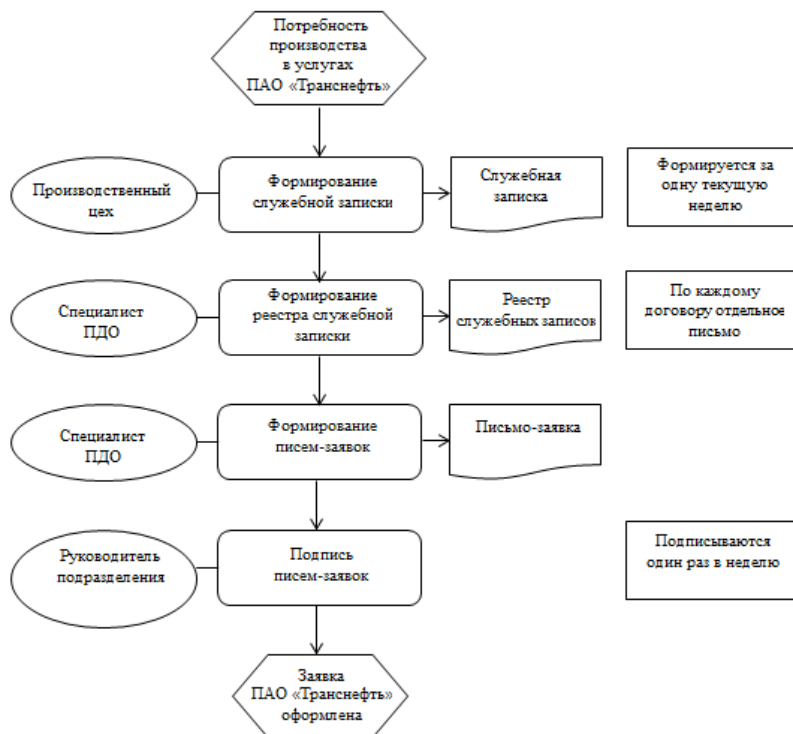 Потребность
производства
в услугах
ПАО «Транснефть»
Производственный
цех
Формирование
служебной записки
Служебная
записка
Формируется за
одну текущую
неделю
Специалист
ПДО
Формирование
реестра служебной
записки
Реестр
служебных записов
По каждому
договору отдельное
письмо
Специалист
ПДО
Формирование
писем-заявок
Письмо-заявка
Руководитель
подразделения
Подпись
писем-заявок
Подписываются
один раз в неделю
Заявка
ПАО «Транснефть»
оформлена